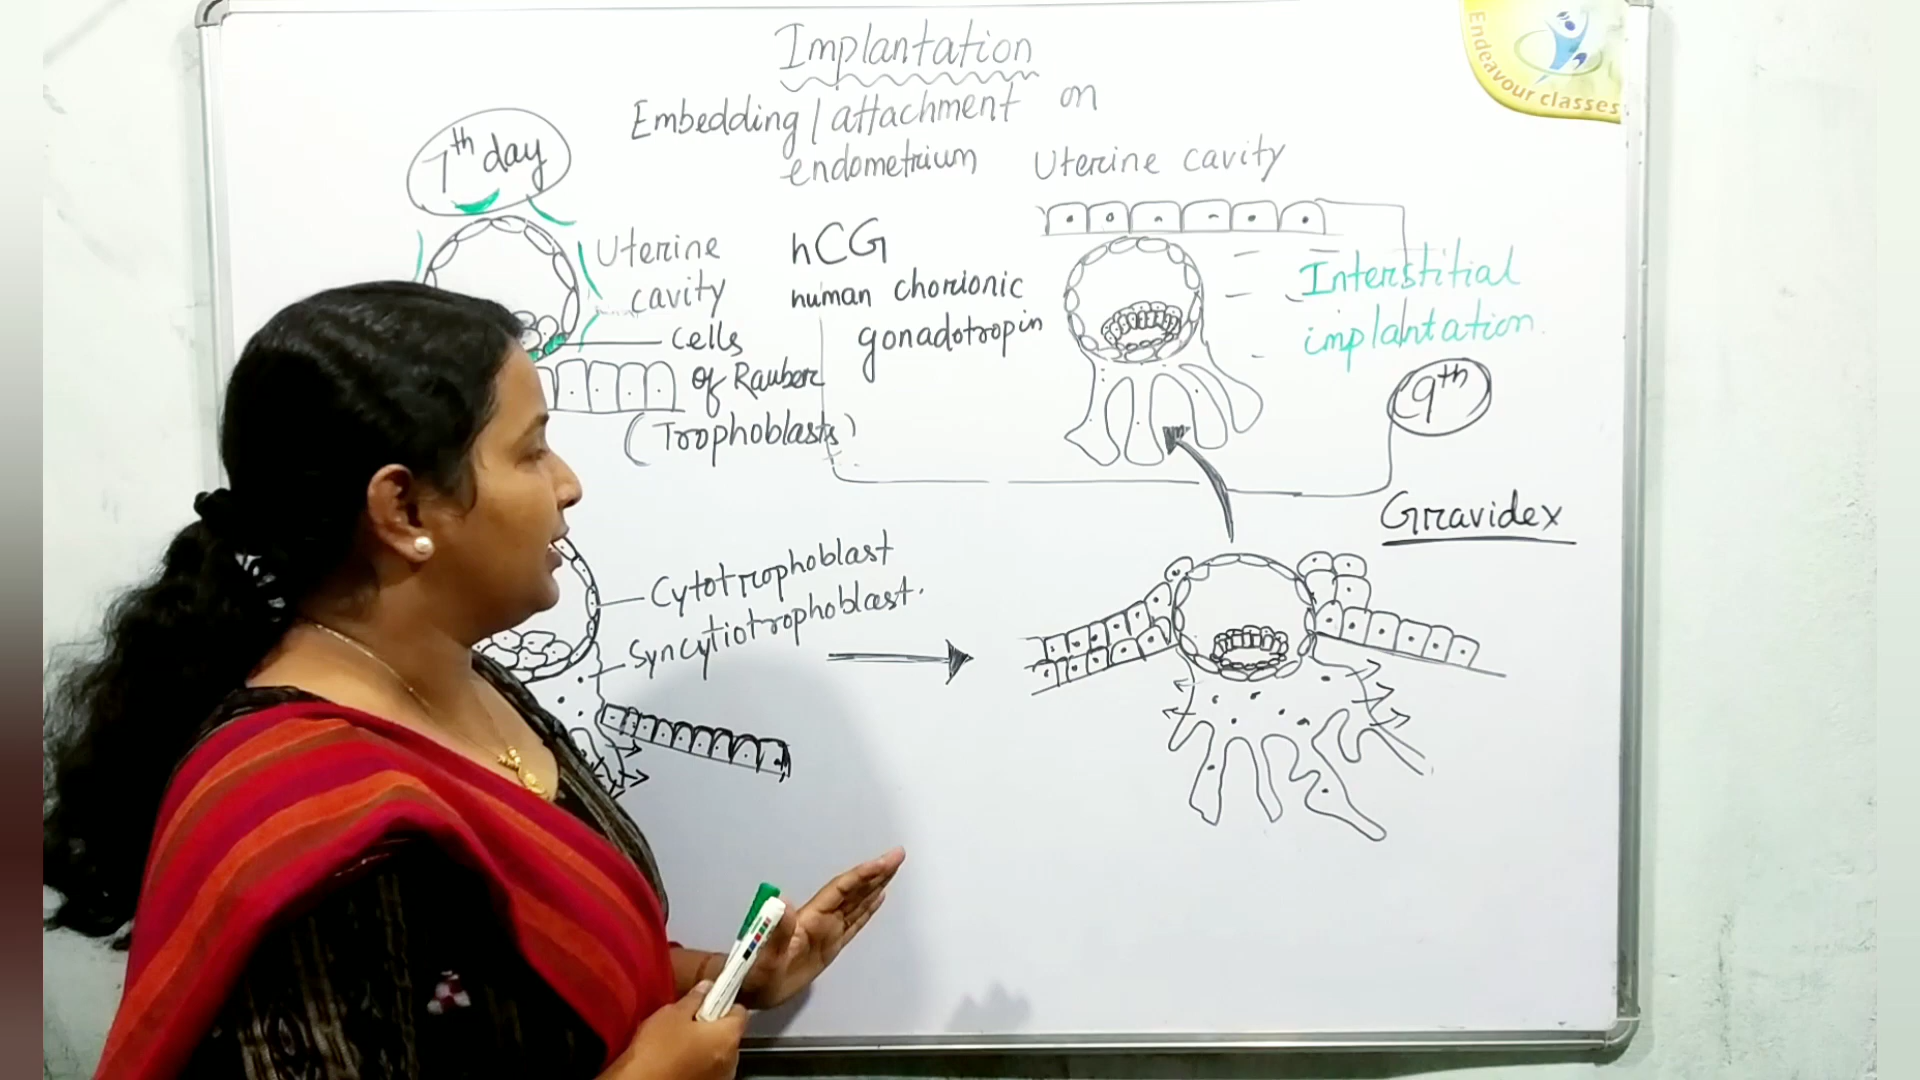 Implantation
Embedding/attachment on
endometrium
7th day
Uterine
cavity
cells
of Rauber
(Trophoblasts)
hCG
human chorionic
gonadotropin
Uterine cavity
Interstitial
implantation
9th
Gravidex
Cytotrophoblast
Syncytiotrophoblast.
Endeavour classes